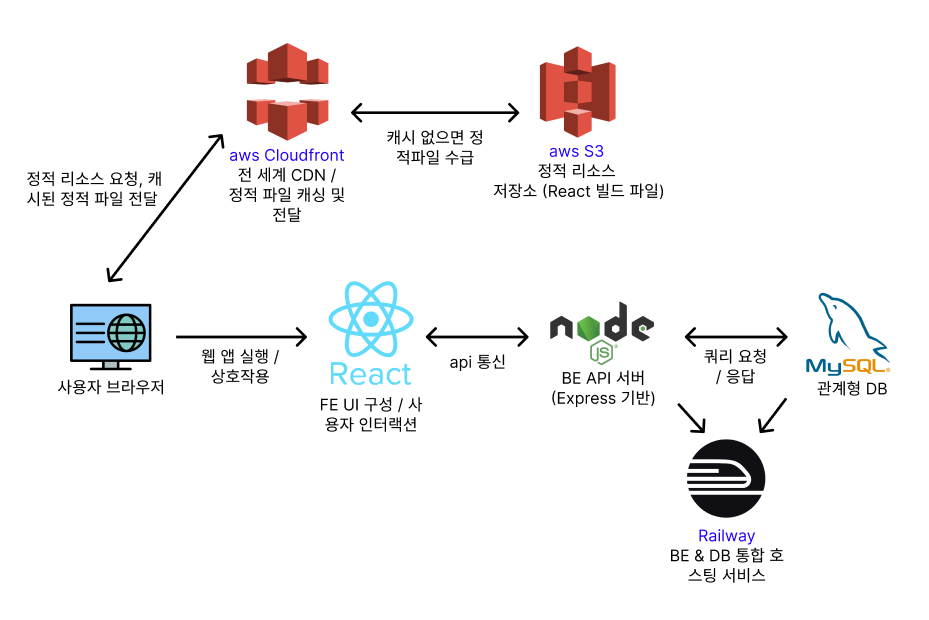 aws Cloudfront
전 세계 CDN /
정적 파일 캐싱 및
전달
캐시 없으면 정
적파일 수급
aws S3
정적 리소스
저장소 (React 빌드 파일)
정적 리소스 요청, 캐
시된 정적 파일 전달
사용자 브라우저
웹 앱 실행 /
상호작용
React
FE UI 구성 / 사
용자 인터랙션
api 통신
node
JS
BE API 서버
(Express 기반)
쿼리 요청
/ 응답
MySQL
관계형 DB
Railway
BE & DB 통합 호
스팅 서비스